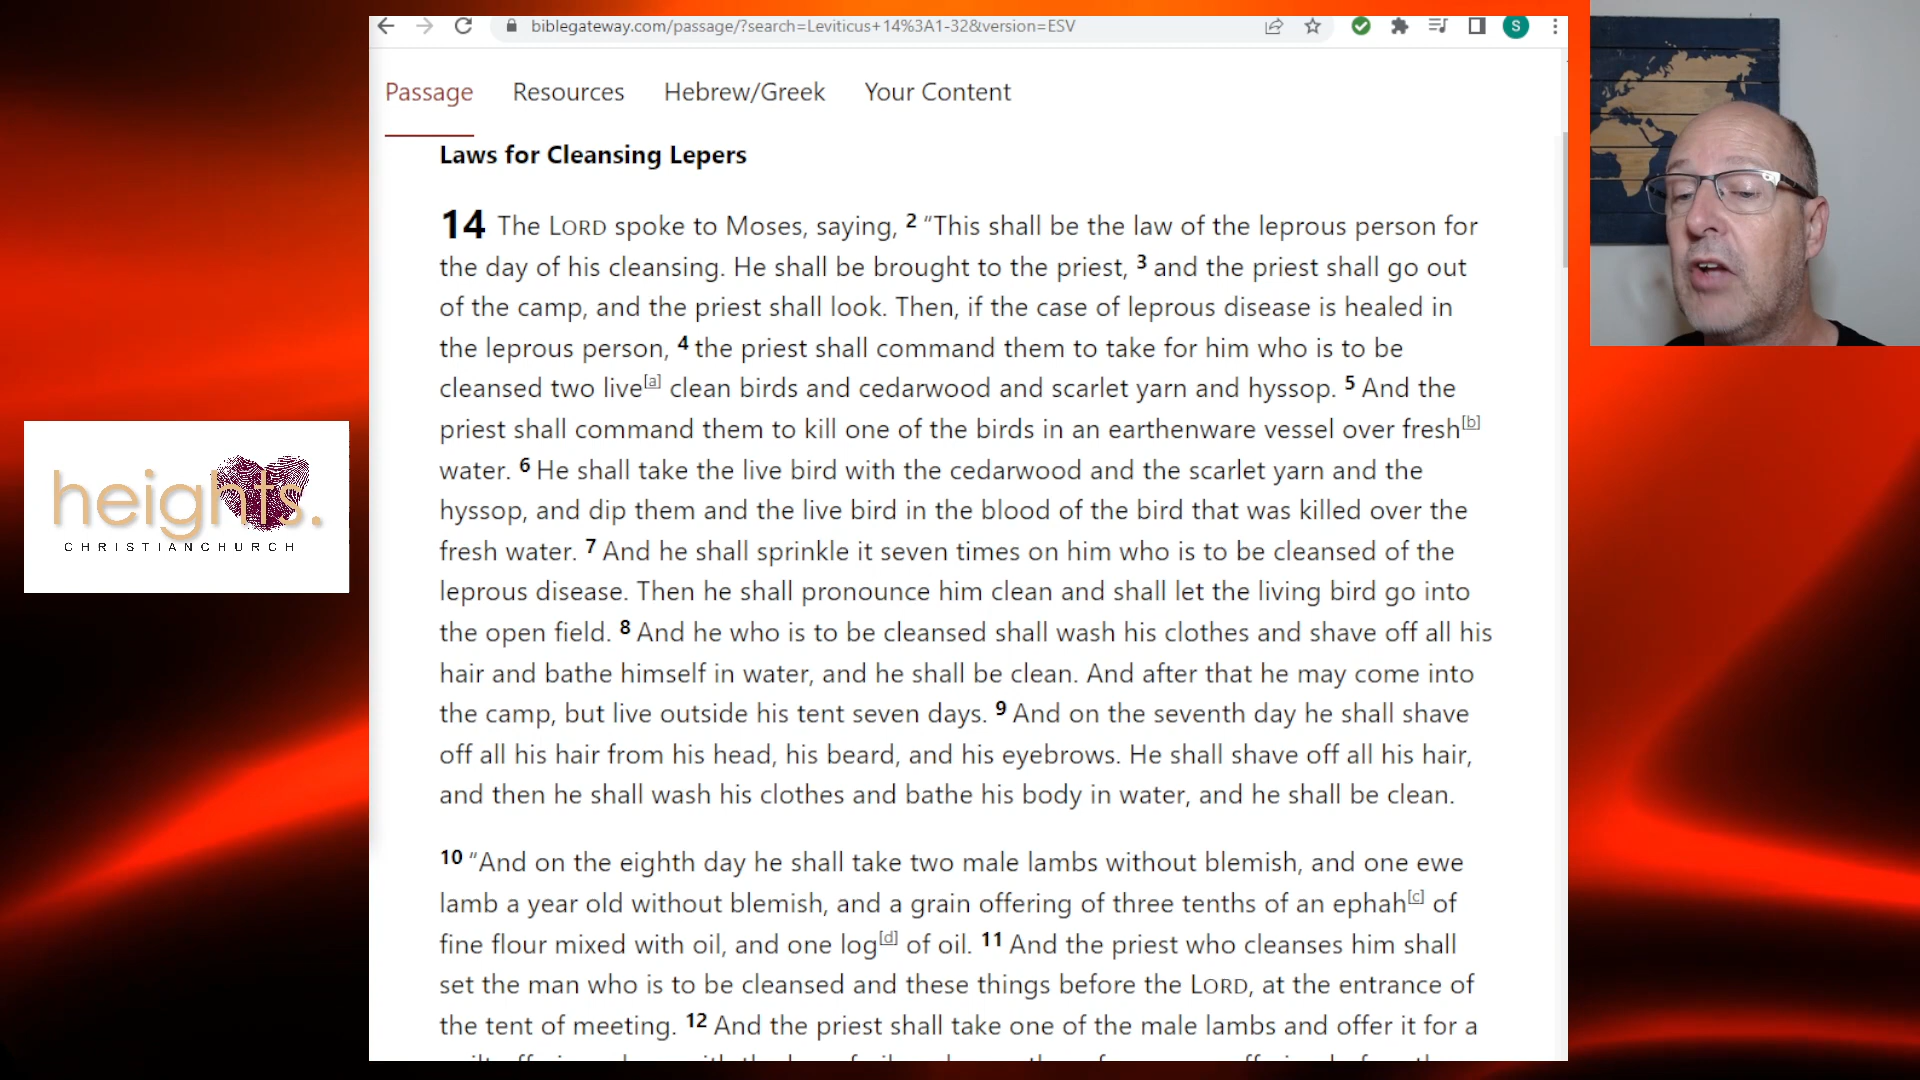 biblegateway.com/passage/?search=Leviticus+14%3A1-32&version=ESV
S
Passage Resources Hebrew/Greek Your Content
Laws for Cleansing Lepers
14 The LORD spoke to Moses, saying, 2 “This shall be the law of the leprous person for
the day of his cleansing. He shall be brought to the priest, 3 and the priest shall go out
of the camp, and the priest shall look. Then, if the case of leprous disease is healed in
the leprous person, 4 the priest shall command them to take for him who is to be
cleansed two live[a] clean birds and cedarwood and scarlet yarn and hyssop. 5 And the
priest shall command them to kill one of the birds in an earthenware vessel over fresh[b]
water. 6 He shall take the live bird with the cedarwood and the scarlet yarn and the
hyssop, and dip them and the live bird in the blood of the bird that was killed over the
fresh water. 7 And he shall sprinkle it seven times on him who is to be cleansed of the
leprous disease. Then he shall pronounce him clean and shall let the living bird go into
the open field. 8 And he who is to be cleansed shall wash his clothes and shave off all his
hair and bathe himself in water, and he shall be clean. And after that he may come into
the camp, but live outside his tent seven days. 9 And on the seventh day he shall shave
off all his hair from his head, his beard, and his eyebrows. He shall shave off all his hair,
and then he shall wash his clothes and bathe his body in water, and he shall be clean.
10 “And on the eighth day he shall take two male lambs without blemish, and one ewe
lamb a year old without blemish, and a grain offering of three tenths of an ephah[c] of
fine flour mixed with oil, and one log[d] of oil. 11 And the priest who cleanses him shall
set the man who is to be cleansed and these things before the LORD, at the entrance of
the tent of meeting. 12 And the priest shall take one of the male lambs and offer it for a
heights.
CHRISTIANCHURCH